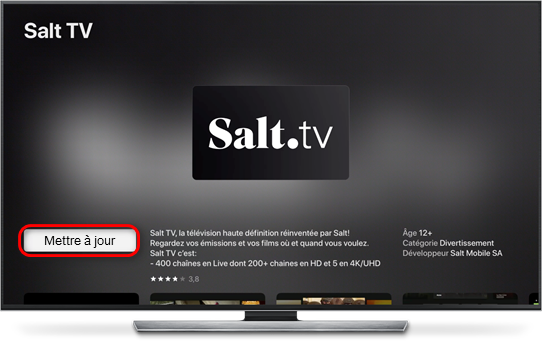 Salt TV
Salt.tv
Mettre à jour
Salt TV, la télévision haute définition réinventée par Salt!
Regardez vos émissions et vos films où et quand vous voulez.
Salt TV c'est:
- 400 chaînes en Live dont 200+ chaines en HD et 5 en 4K/UHD
★★★★★ 3,8
Âge 12+
Catégorie Divertissement
Développeur Salt Mobile SA